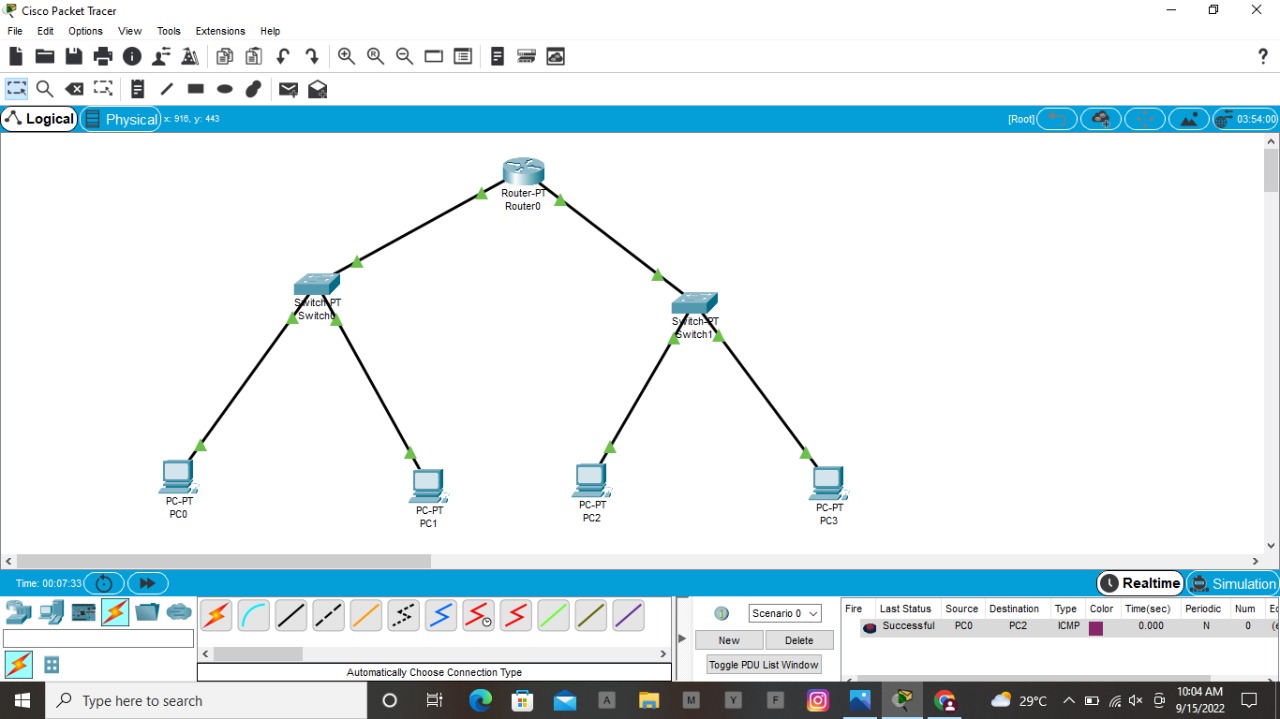 Cisco Packet Tracer
File Edit Options View Tools Extensions Help
Logical Physical x: 916, y: 443 [Root] 03:54:00
Router-PT
Router0
Switch-PT
Switch0
Switch-PT
Switch1
PC-PT
PC0
PC-PT
PC1
PC-PT
PC2
PC-PT
PC3
Time: 00:07:33 Realtime Simulation
Scenario 0
New Delete
Toggle PDU List Window
Fire Last Status Source Destination Type Color Time(sec) Periodic Num
Successful PC0 PC2 ICMP 0.000 N 0 (e
Automatically Choose Connection Type
Type here to search
A M Y F
29°C
10:04 AM
9/15/2022